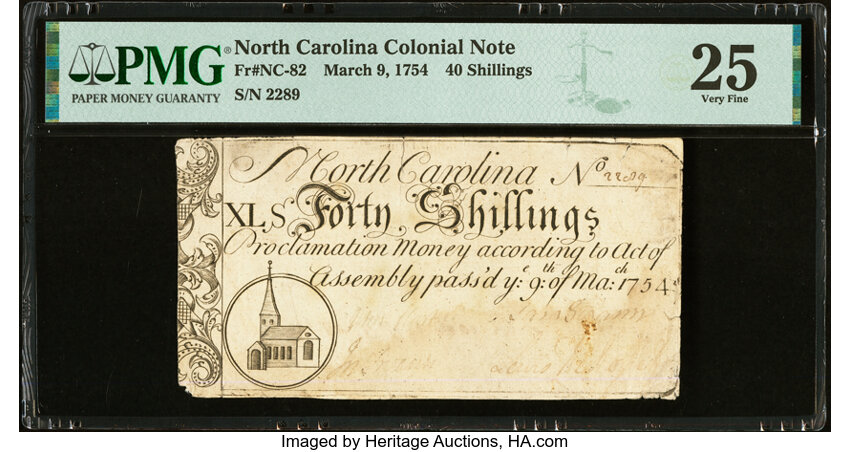 PMG®
PAPER MONEY GUARANTY
North Carolina Colonial Note
Fr#NC-82 March 9, 1754 40 Shillings
S/N 2289
25
Very Fine
North Carolina No 2289
XLS Forty Shillings
Proclamation Money according to Act of
Assembly pass'd yᵉ: 9ᵗʰ: of Ma:ᶜʰ 1754
Imaged by Heritage Auctions, HA.com